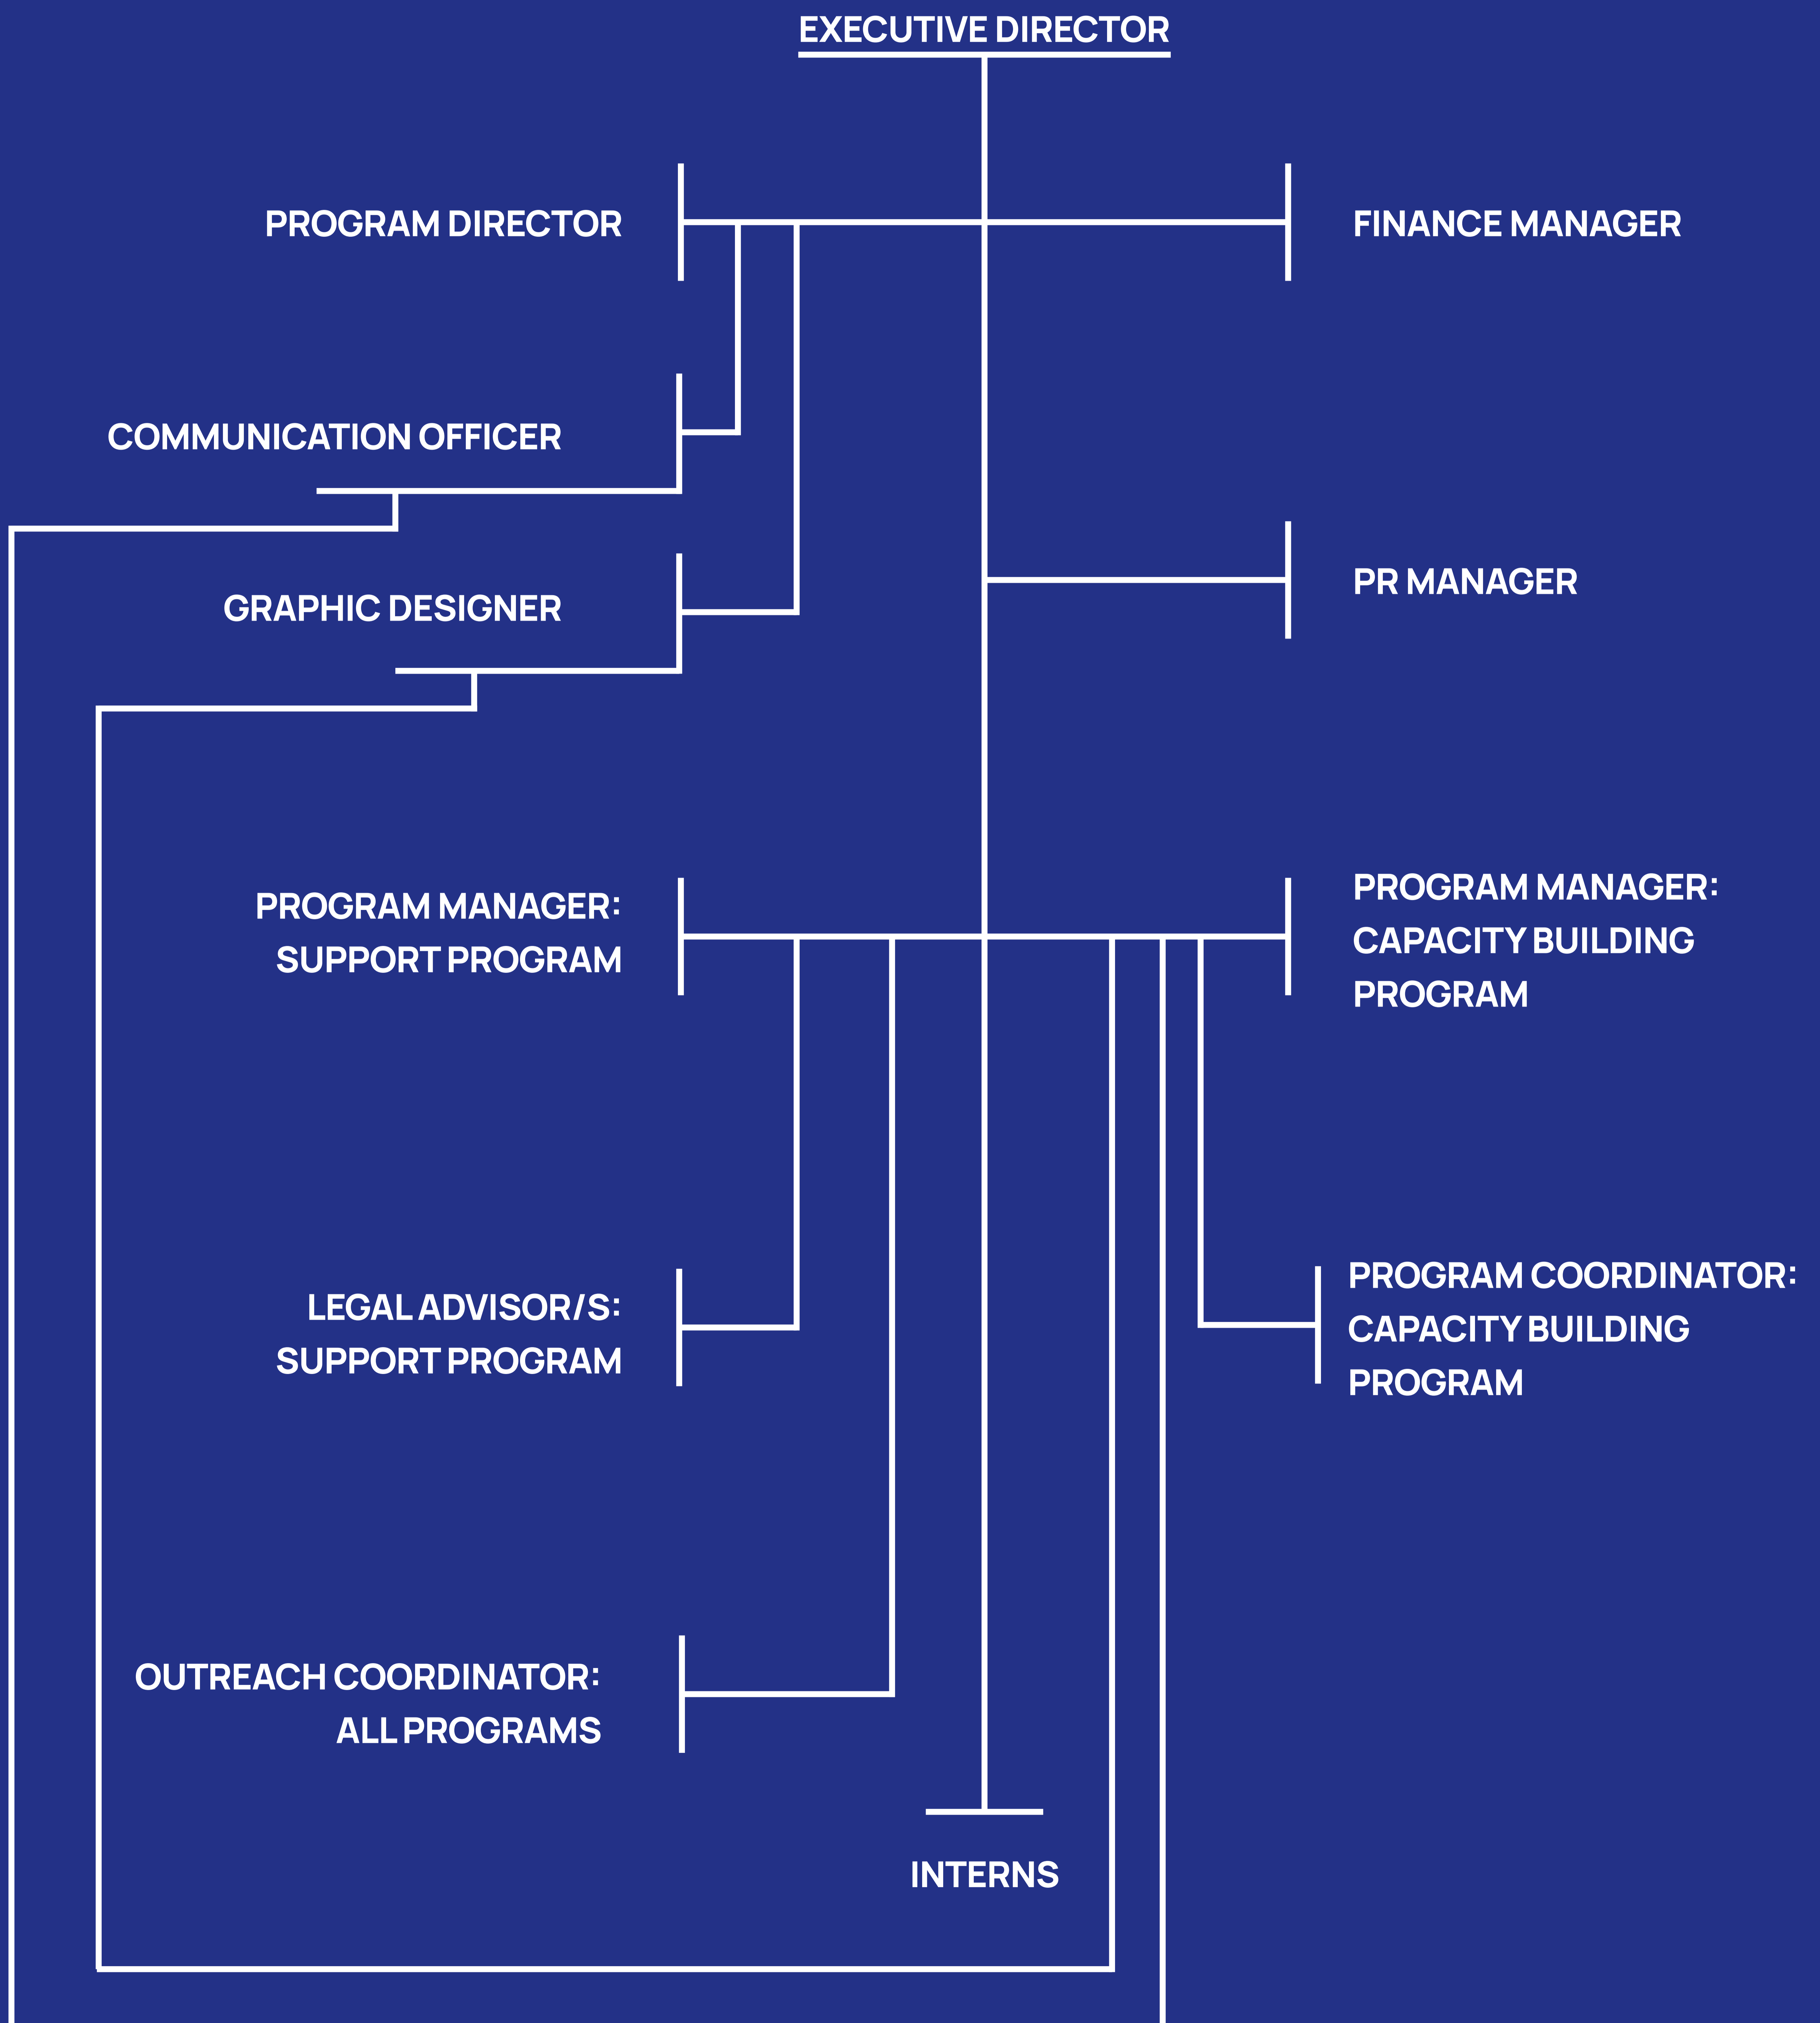 EXECUTIVE DIRECTOR
PROGRAM DIRECTOR
FINANCE MANAGER
COMMUNICATION OFFICER
PR MANAGER
GRAPHIC DESIGNER
PROGRAM MANAGER:
SUPPORT PROGRAM
PROGRAM MANAGER:
CAPACITY BUILDING
PROGRAM
LEGAL ADVISOR/S:
SUPPORT PROGRAM
PROGRAM COORDINATOR:
CAPACITY BUILDING
PROGRAM
OUTREACH COORDINATOR:
ALL PROGRAMS
INTERNS